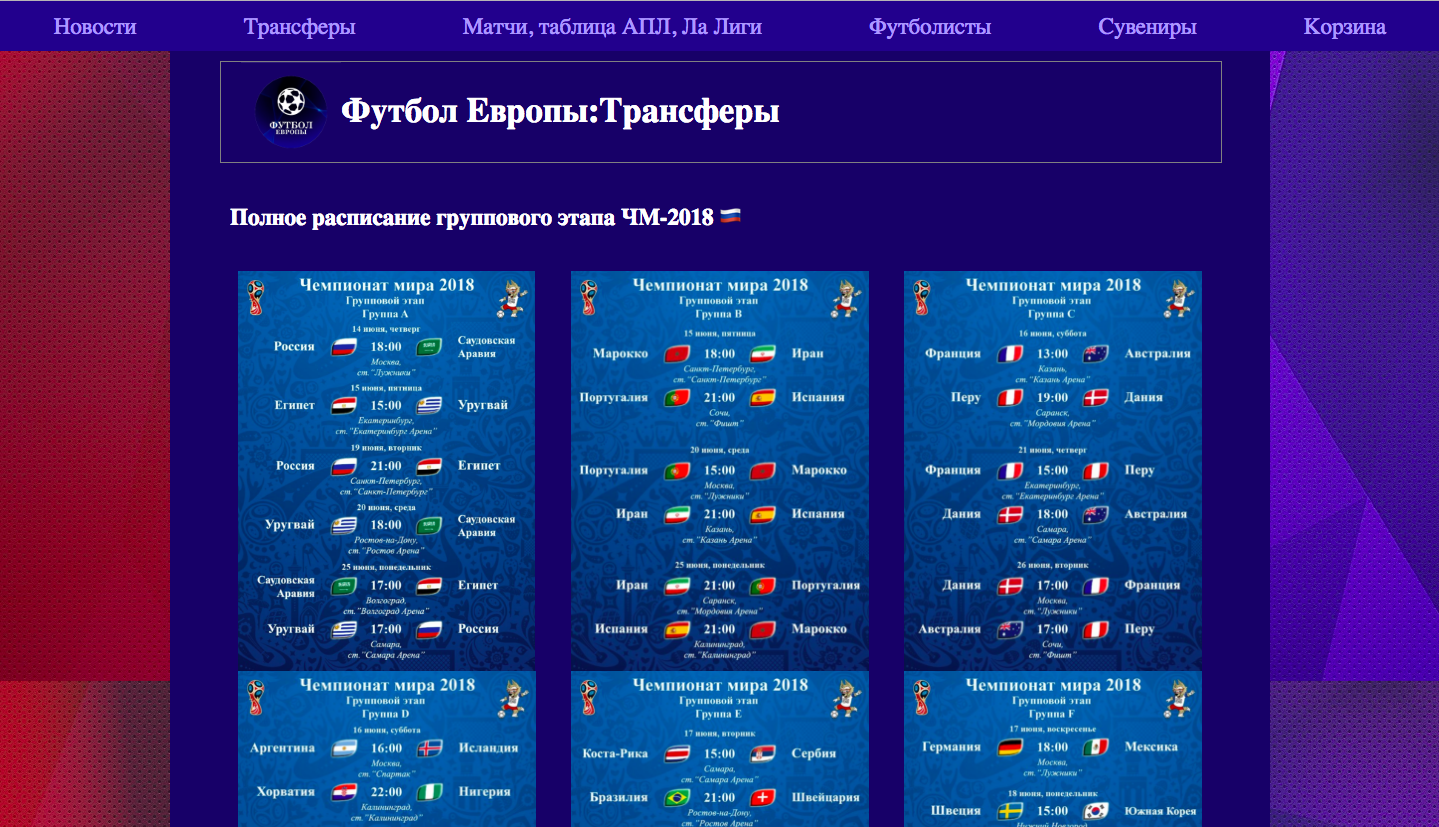 Новости Трансферы Матчи, таблица АПЛ, Ла Лиги Футболисты Сувениры Корзина
ФУТБОЛ
ЕВРОПЫ
Футбол Европы:Трансферы
Полное расписание группового этапа ЧМ-2018
Чемпионат мира 2018
Групповой этап
Группа A
14 июня, четверг
Россия 18:00 Саудовская Аравия
Москва,
ст."Лужники"
15 июня, пятница
Египет 15:00 Уругвай
Екатеринбург,
ст."Екатеринбург Арена"
19 июня, вторник
Россия 21:00 Египет
Санкт-Петербург,
ст."Санкт-Петербург"
20 июня, среда
Уругвай 18:00 Саудовская Аравия
Ростов-на-Дону,
ст."Ростов Арена"
25 июня, понедельник
Саудовская Аравия 17:00 Египет
Волгоград,
ст."Волгоград Арена"
Уругвай 17:00 Россия
Самара,
ст."Самара Арена"
Чемпионат мира 2018
Групповой этап
Группа B
15 июня, пятница
Марокко 18:00 Иран
Санкт-Петербург,
ст."Санкт-Петербург"
Португалия 21:00 Испания
Сочи,
ст."Фишт"
20 июня, среда
Португалия 15:00 Марокко
Москва,
ст."Лужники"
Иран 21:00 Испания
Казань,
ст."Казань Арена"
25 июня, понедельник
Иран 21:00 Португалия
Саранск,
ст."Мордовия Арена"
Испания 21:00 Марокко
Калининград,
ст."Калининград"
Чемпионат мира 2018
Групповой этап
Группа C
16 июня, суббота
Франция 13:00 Австралия
Казань,
ст."Казань Арена"
Перу 19:00 Дания
Саранск,
ст."Мордовия Арена"
21 июня, четверг
Франция 15:00 Перу
Екатеринбург,
ст."Екатеринбург Арена"
Дания 18:00 Австралия
Самара,
ст."Самара Арена"
26 июня, вторник
Дания 17:00 Франция
Москва,
ст."Лужники"
Австралия 17:00 Перу
Сочи,
ст."Фишт"
Чемпионат мира 2018
Групповой этап
Группа D
16 июня, суббота
Аргентина 16:00 Исландия
Москва,
ст."Спартак"
Хорватия 22:00 Нигерия
Калининград,
ст."Калининград"
Чемпионат мира 2018
Групповой этап
Группа E
17 июня, вторник
Коста-Рика 15:00 Сербия
Самара,
ст."Самара Арена"
Бразилия 21:00 Швейцария
Ростов-на-Дону,
ст."Ростов Арена"
Чемпионат мира 2018
Групповой этап
Группа F
17 июня, воскресенье
Германия 18:00 Мексика
Москва,
ст."Лужники"
18 июня, понедельник
Швеция 15:00 Южная Корея
Нижний Новгород,